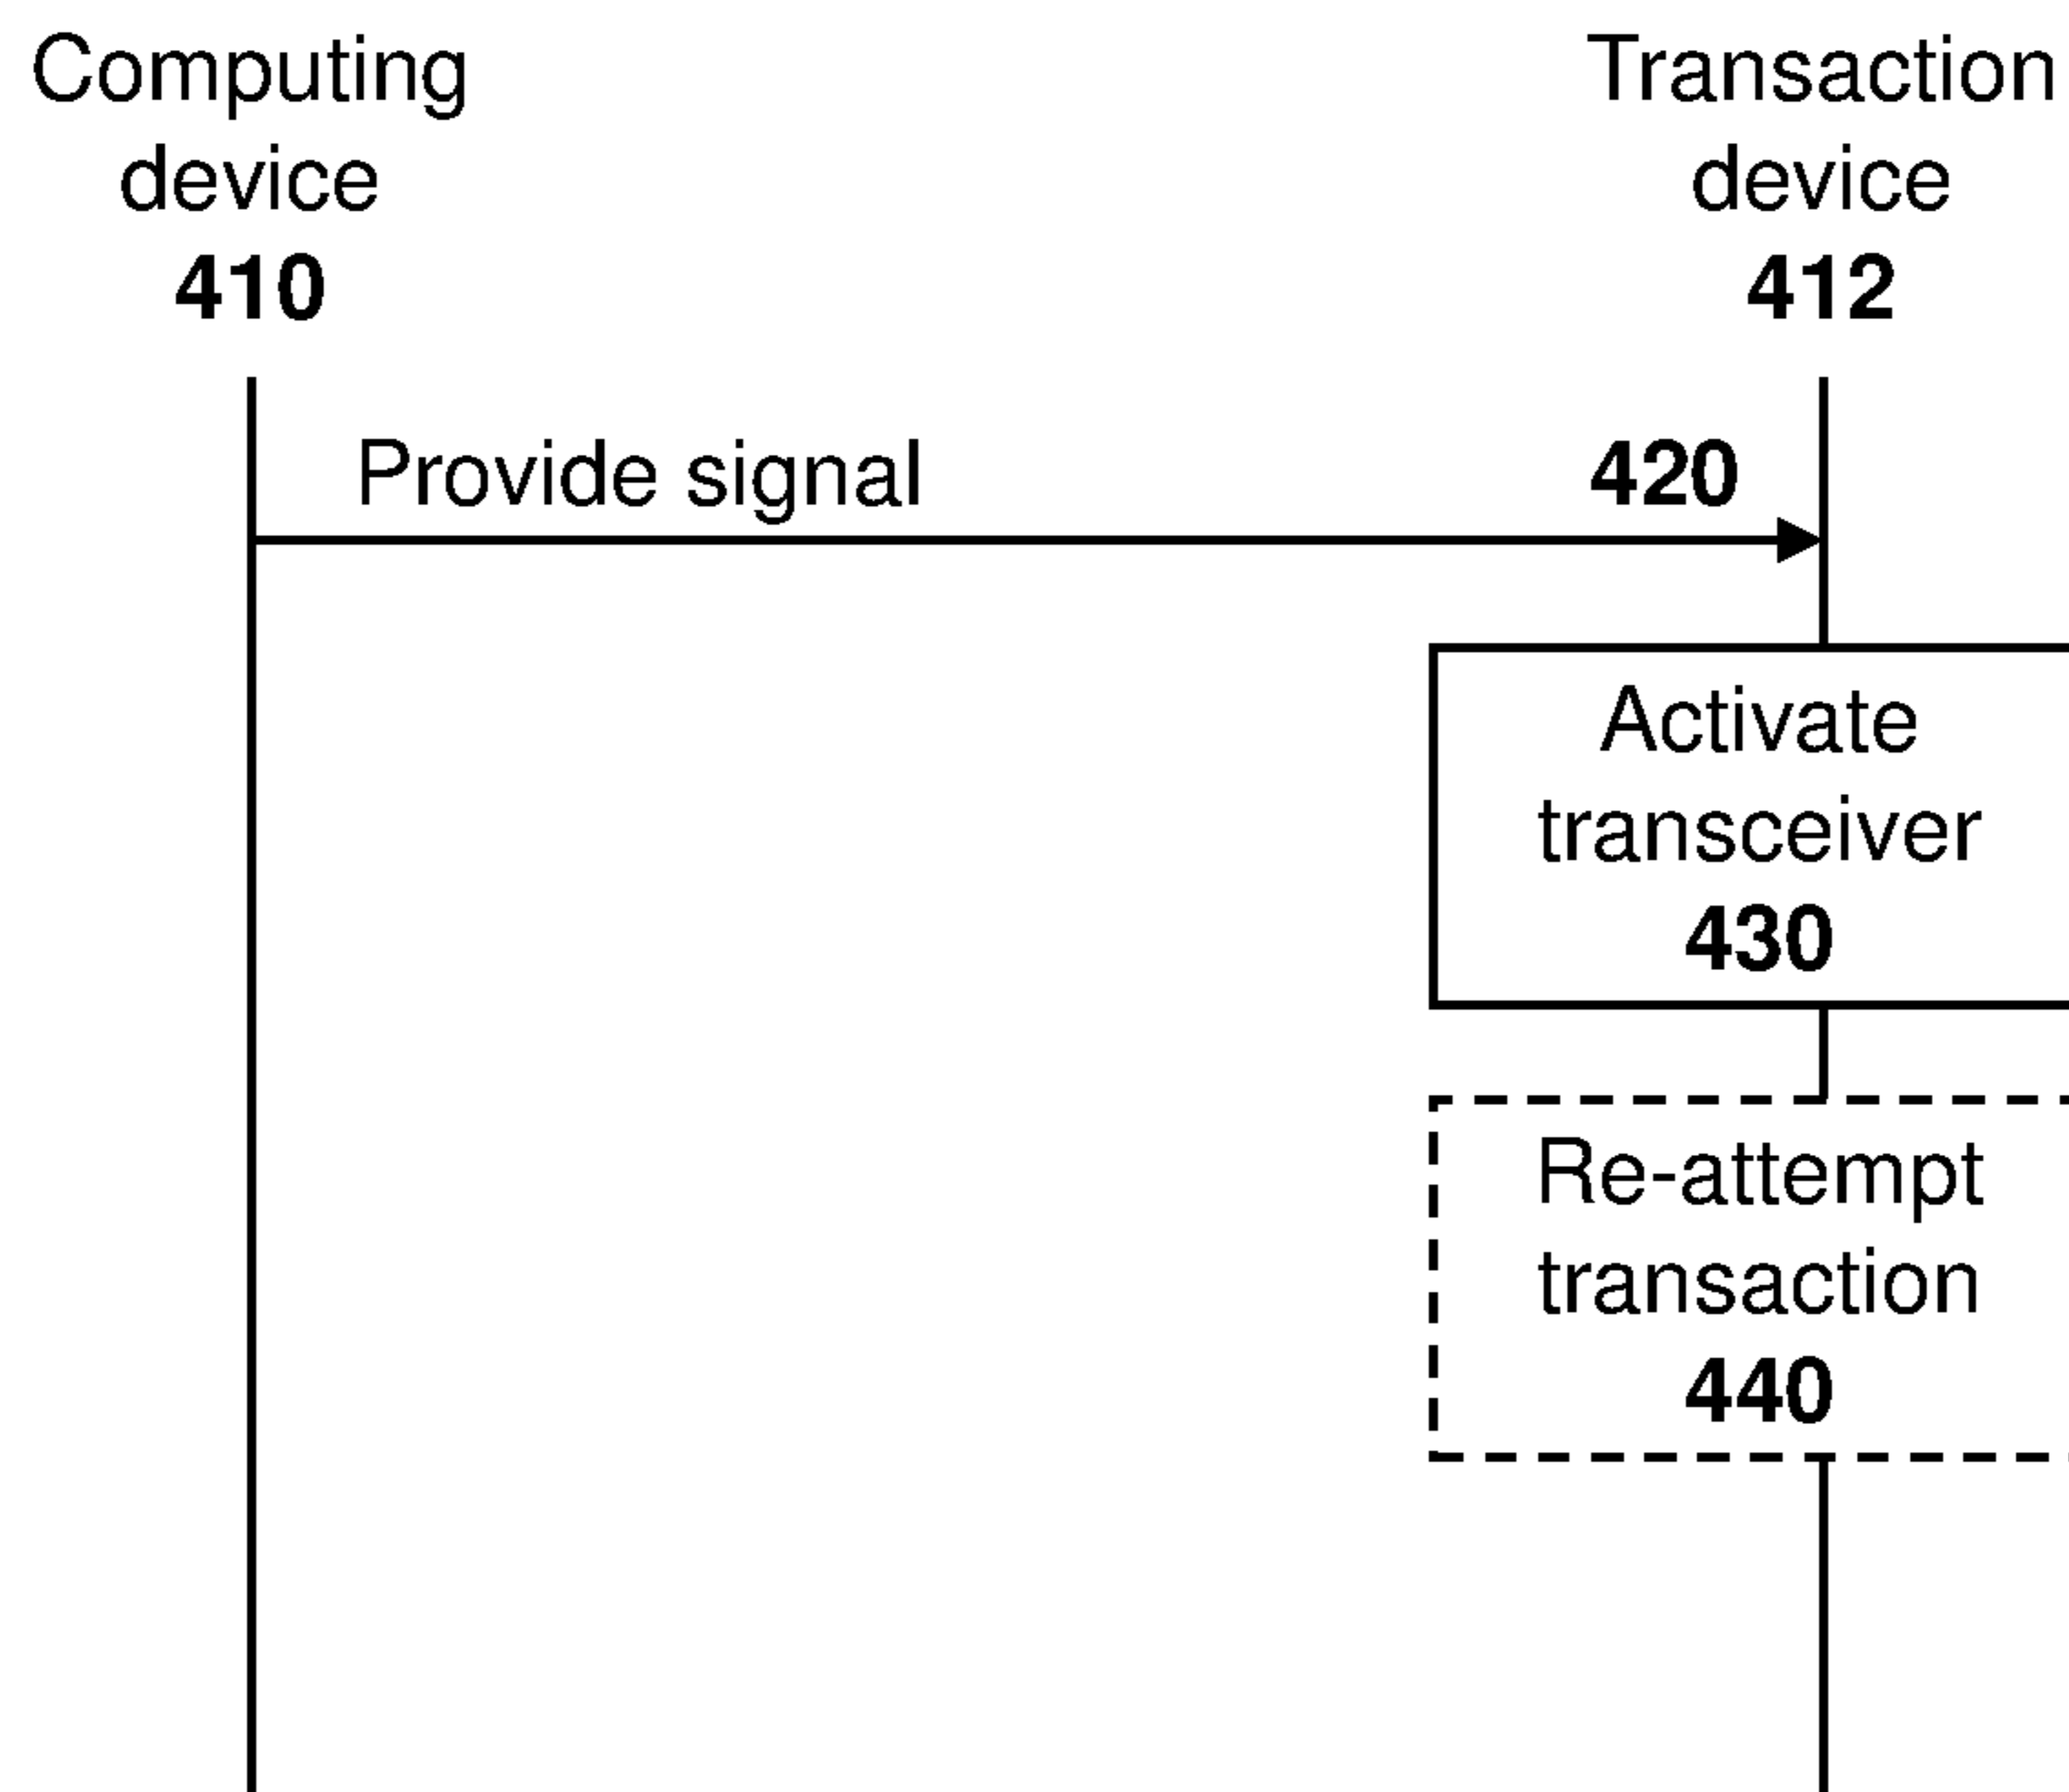 Computing
device
410
Transaction
device
412
Provide signal 420
Activate
transceiver
430
Re-attempt
transaction
440